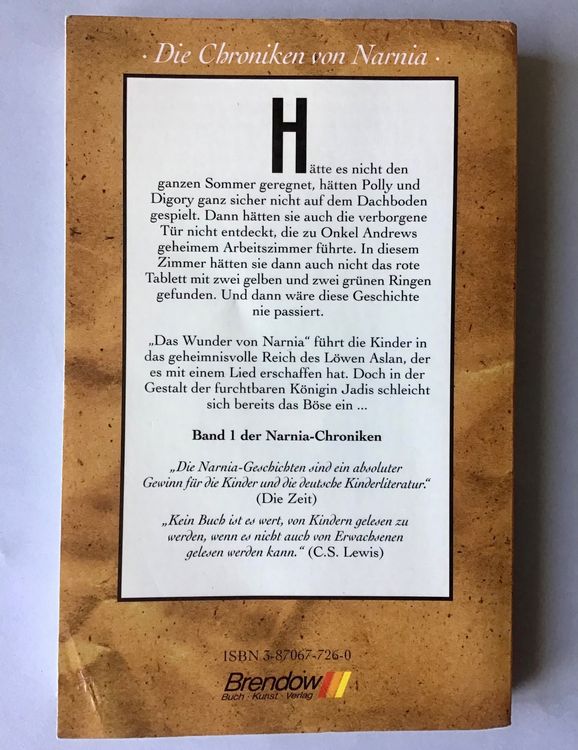 · Die Chroniken von Narnia ·
Hätte es nicht den
ganzen Sommer geregnet, hätten Polly und
Digory ganz sicher nicht auf dem Dachboden
gespielt. Dann hätten sie auch die verborgene
Tür nicht entdeckt, die zu Onkel Andrews
geheimem Arbeitszimmer führte. In diesem
Zimmer hätten sie dann auch nicht das rote
Tablett mit zwei gelben und zwei grünen Ringen
gefunden. Und dann wäre diese Geschichte
nie passiert.
„Das Wunder von Narnia“ führt die Kinder in
das geheimnisvolle Reich des Löwen Aslan, der
es mit einem Lied erschaffen hat. Doch in der
Gestalt der furchtbaren Königin Jadis schleicht
sich bereits das Böse ein ...
Band 1 der Narnia-Chroniken
„Die Narnia-Geschichten sind ein absoluter
Gewinn für die Kinder und die deutsche Kinderliteratur.“
(Die Zeit)
„Kein Buch ist es wert, von Kindern gelesen zu
werden, wenn es nicht auch von Erwachsenen
gelesen werden kann.“ (C.S. Lewis)
ISBN 3-87067-726-0
Brendow
Buch · Kunst · Verlag